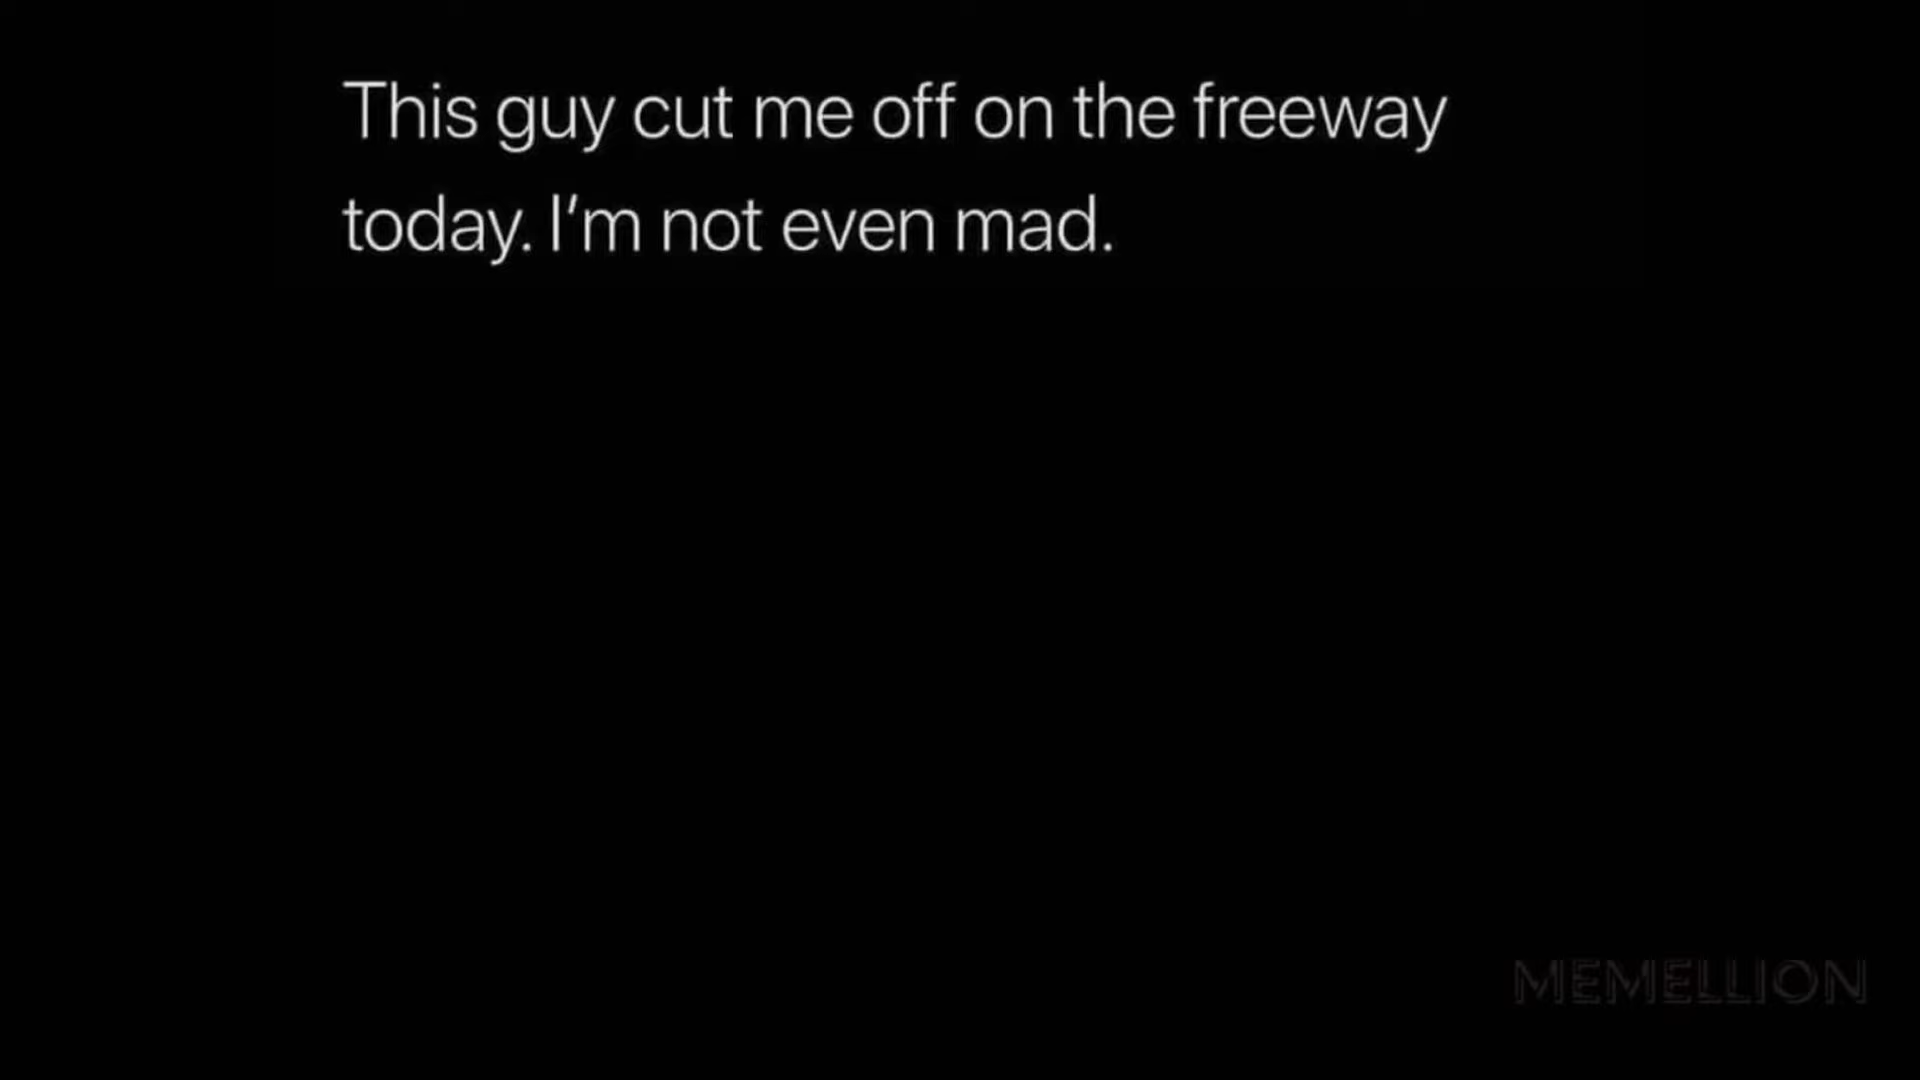 This guy cut me off on the freeway
today. I’m not even mad.
MEMELLION